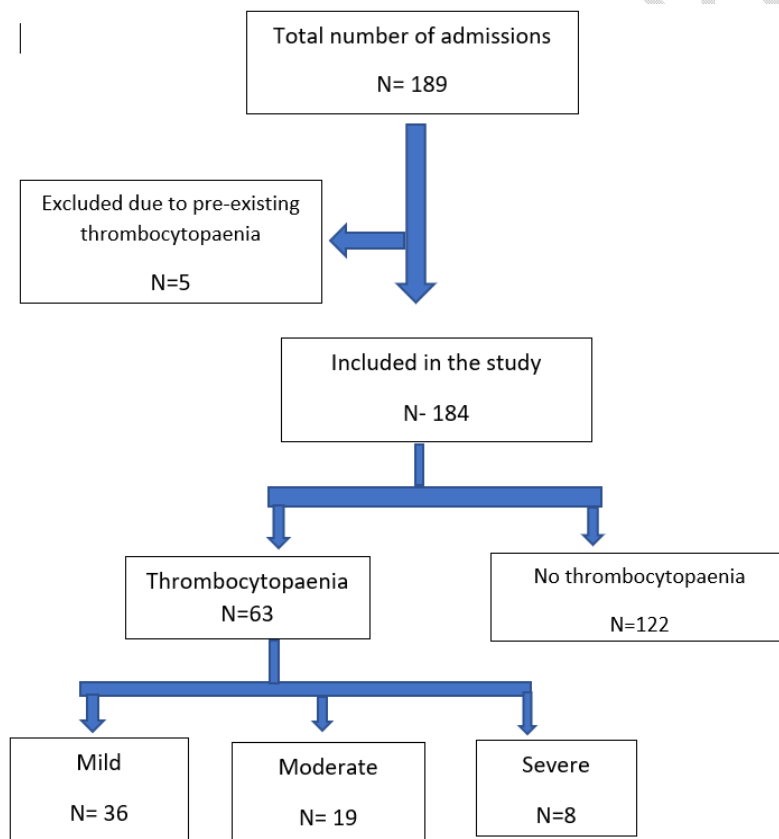 Total number of admissions
N= 189
Excluded due to pre-existing
thrombocytopaenia
N=5
Included in the study
N- 184
Thrombocytopaenia
N=63
No thrombocytopaenia
N=122
Mild
N= 36
Moderate
N= 19
Severe
N=8